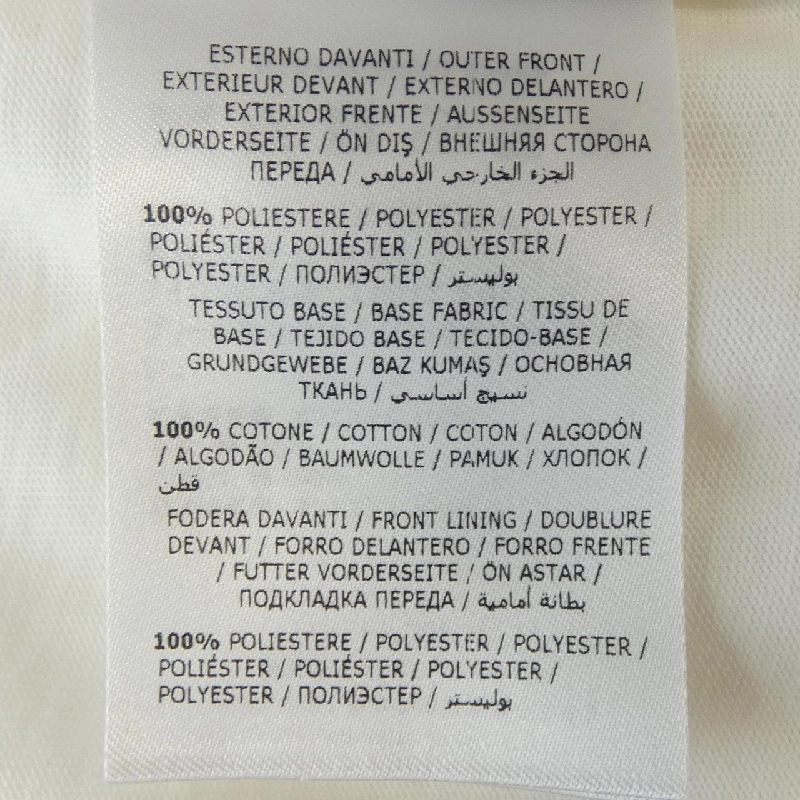 ESTERNO DAVANTI / OUTER FRONT /
EXTERIEUR DEVANT / EXTERNO DELANTERO /
EXTERIOR FRENTE / AUSSENSEITE
VORDERSEITE / ÖN DIŞ / ВНЕШНЯЯ СТОРОНА
ПЕРЕДА / الجزء الخارجي الأمامي
100% POLIESTERE / POLYESTER / POLYESTER /
POLIÉSTER / POLIÉSTER / POLYESTER /
POLYESTER / ПОЛИЭСТЕР / بوليستر
TESSUTO BASE / BASE FABRIC / TISSU DE
BASE / TEJIDO BASE / TECIDO-BASE /
GRUNDGEWEBE / BAZ KUMAŞ / ОСНОВНАЯ
ТКАНЬ / نسيج أساسي
100% COTONE / COTTON / COTON / ALGODÓN
/ ALGODÃO / BAUMWOLLE / PAMUK / ХЛОПОК /
قطن
FODERA DAVANTI / FRONT LINING / DOUBLURE
DEVANT / FORRO DELANTERO / FORRO FRENTE
/ FUTTER VORDERSEITE / ÖN ASTAR /
ПОДКЛАДКА ПЕРЕДА / بطانة أمامية
100% POLIESTERE / POLYESTER / POLYESTER /
POLIÉSTER / POLIÉSTER / POLYESTER /
POLYESTER / ПОЛИЭСТЕР / بوليستر